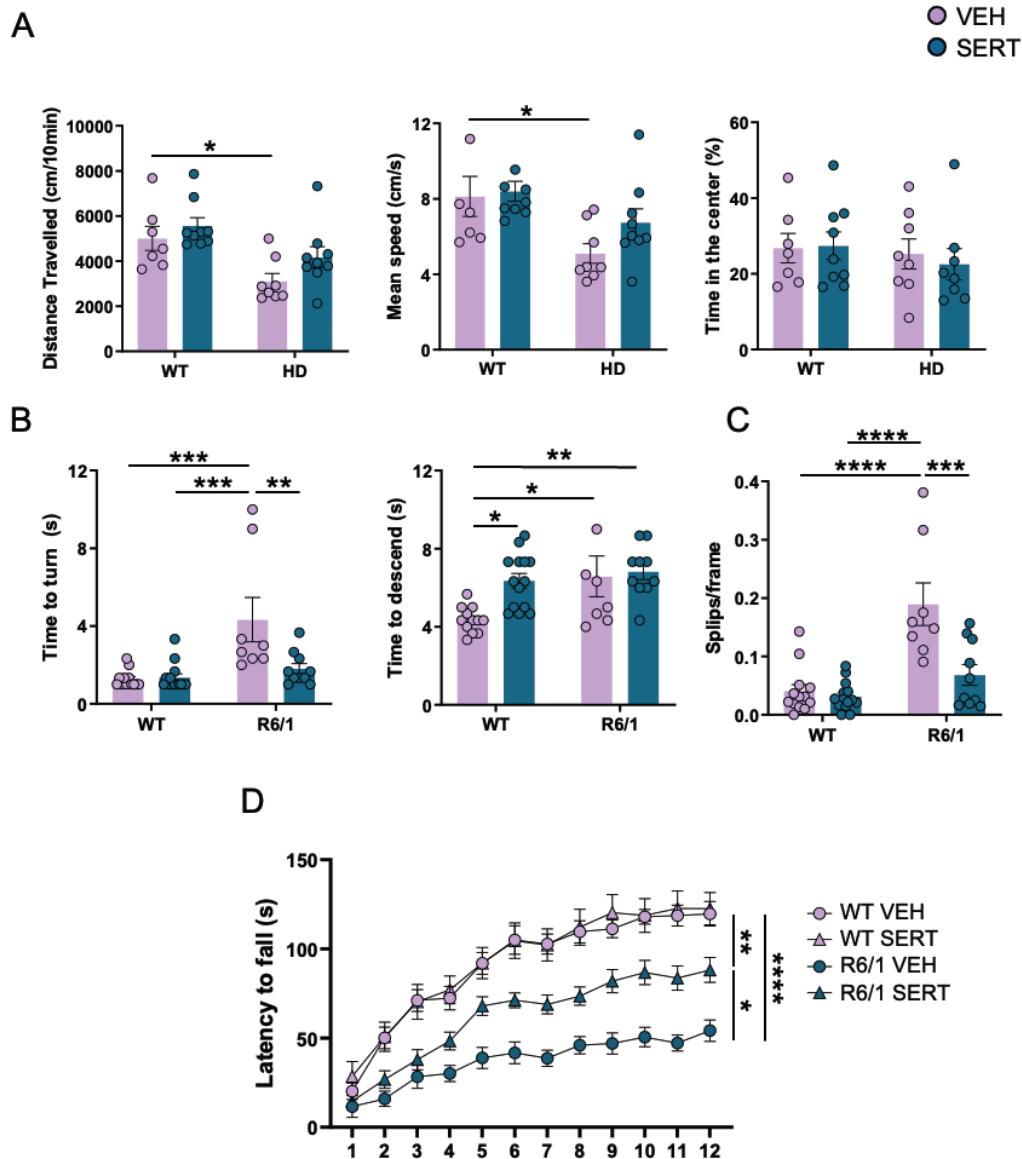 A
VEH
SERT
Distance Travelled (cm/10min)
10000
8000
6000
4000
2000
0
*
WT
HD
Mean speed (cm/s)
12
8
4
0
*
WT
HD
Time in the center (%)
60
40
20
0
WT
HD
B
Time to turn (s)
12
8
4
0
***
***
**
WT
R6/1
Time to descend (s)
12
8
4
0
**
*
*
WT
R6/1
C
Splips/frame
0.4
0.3
0.2
0.1
0.0
****
****
***
WT
R6/1
D
Latency to fall (s)
150
100
50
0
1 2 3 4 5 6 7 8 9 10 11 12
**
*
****
WT VEH
WT SERT
R6/1 VEH
R6/1 SERT